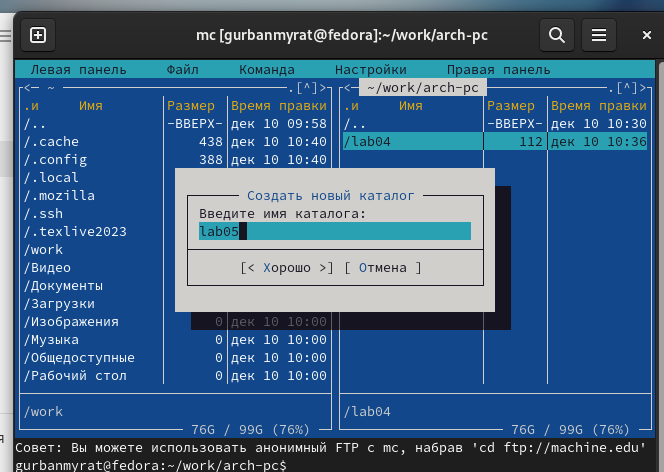 mc [gurbanmyrat@fedora]:~/work/arch-pc
Левая панель Файл Команда Настройки Правая панель
<— ~ .[^]> <— ~/work/arch-pc .[^]>
.и Имя Размер Время правки .и Имя Размер Время правки
/.. -ВВЕРХ- дек 10 09:58 /.. -ВВЕРХ- дек 10 10:30
/.cache 438 дек 10 10:40 /lab04 112 дек 10 10:36
/.config 388 дек 10 10:40
/.local
/.mozilla
/.ssh
/.texlive2023
/work
/Видео
/Документы
/Загрузки
/Изображения 0 дек 10 10:00
/Музыка 0 дек 10 10:00
/Общедоступные 0 дек 10 10:00
/Рабочий стол 0 дек 10 10:00
Создать новый каталог
Введите имя каталога:
lab05
[< Хорошо >] [ Отмена ]
/work /lab04
76G / 99G (76%) 76G / 99G (76%)
Совет: Вы можете использовать анонимный FTP с mc, набрав 'cd ftp://machine.edu'
gurbanmyrat@fedora:~/work/arch-pc$